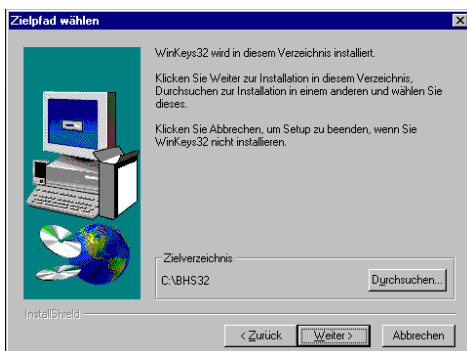 Zielpfad wählen
WinKeys32 wird in diesem Verzeichnis installiert.
Klicken Sie Weiter zur Installation in diesem Verzeichnis,
Durchsuchen zur Installation in einem anderen und wählen Sie
dieses.
Klicken Sie Abbrechen, um Setup zu beenden, wenn Sie
WinKeys32 nicht installieren.
Zielverzeichnis
C:\BHS32
Durchsuchen...
InstallShield
< Zurück
Weiter >
Abbrechen